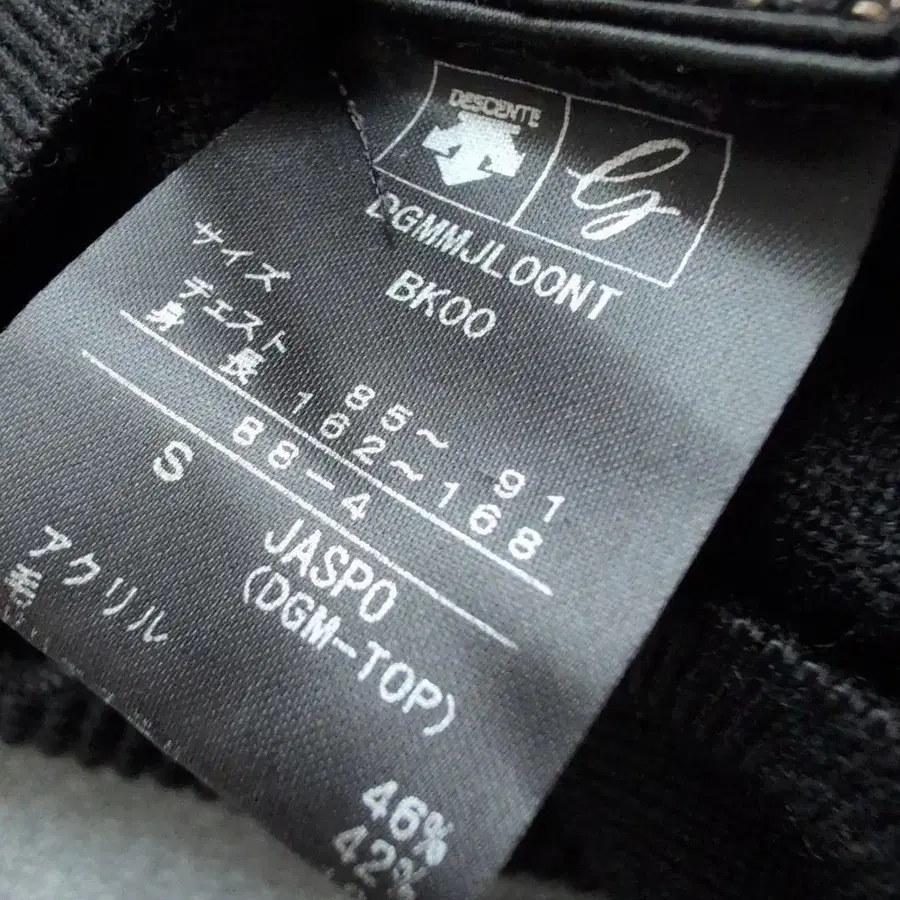 DESCENTE
G
DGMMJL00NT
BK00
サイズ
チェスト 85～ 91
身 長 162～168
88-4
S JASPO
(DGM-TOP)
アクリル 46%
毛 42%